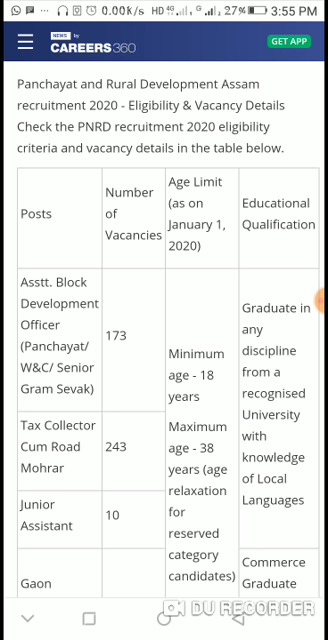 0.00k/s HD 4G G 27% 3:55 PM
NEWS by
CAREERS360
GET APP
Panchayat and Rural Development Assam
recruitment 2020 - Eligibility & Vacancy Details
Check the PNRD recruitment 2020 eligibility
criteria and vacancy details in the table below.
Posts
Number
of
Vacancies
Age Limit
(as on
January 1,
2020)
Educational
Qualification
Asstt. Block
Development
Officer
(Panchayat/
W&C/ Senior
Gram Sevak)
173
Tax Collector
Cum Road
Mohrar
243
Junior
Assistant
10
Minimum
age - 18
years
Maximum
age - 38
years (age
relaxation
for
reserved
category
candidates)
Graduate in
any
discipline
from a
recognised
University
with
knowledge
of Local
Languages
Gaon
Commerce
Graduate
DU RECORDER